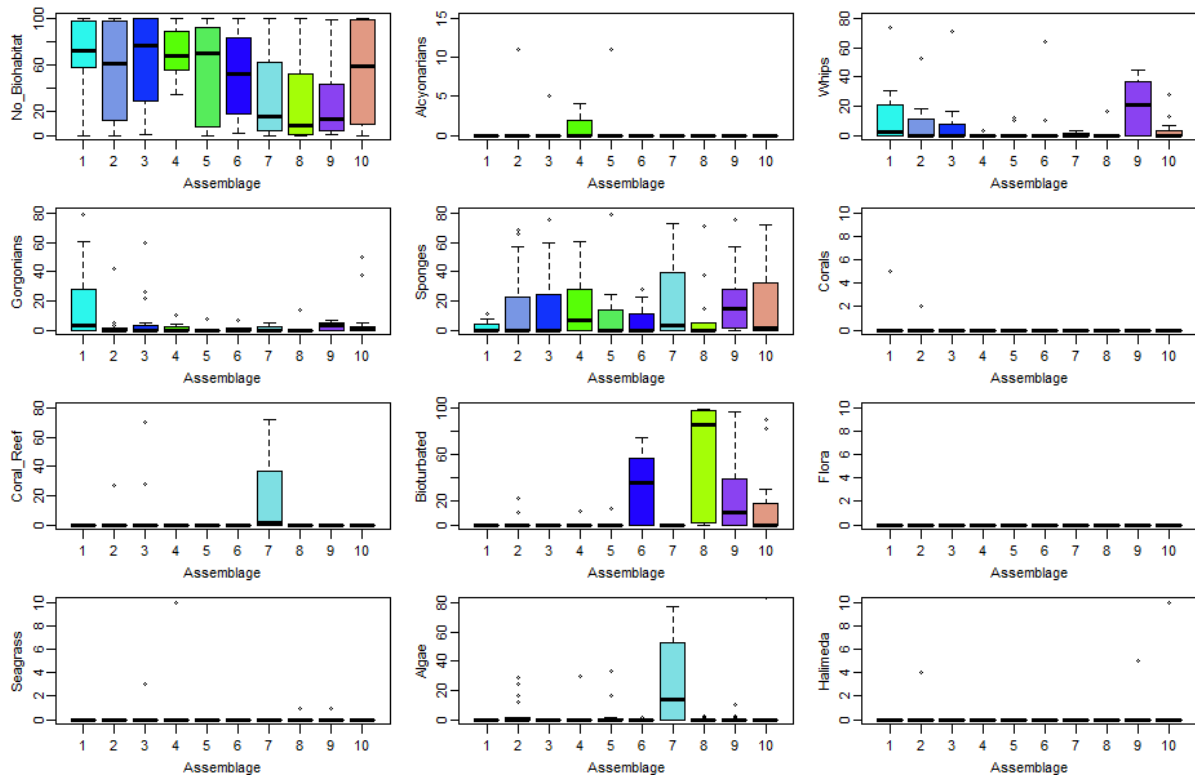 No_Biohabitat
0 20 60 100
1 2 3 4 5 6 7 8 9 10
Assemblage
Alcyonarians
0 5 10 15
1 2 3 4 5 6 7 8 9 10
Assemblage
Whips
0 20 40 60 80
1 2 3 4 5 6 7 8 9 10
Assemblage
Gorgonians
0 20 40 60 80
1 2 3 4 5 6 7 8 9 10
Assemblage
Sponges
0 20 40 60 80
1 2 3 4 5 6 7 8 9 10
Assemblage
Corals
0 2 4 6 8 10
1 2 3 4 5 6 7 8 9 10
Assemblage
Coral_Reef
0 20 40 60 80
1 2 3 4 5 6 7 8 9 10
Assemblage
Bioturbated
0 20 60 100
1 2 3 4 5 6 7 8 9 10
Assemblage
Flora
0 2 4 6 8 10
1 2 3 4 5 6 7 8 9 10
Assemblage
Seagrass
0 2 4 6 8 10
1 2 3 4 5 6 7 8 9 10
Assemblage
Algae
0 20 40 60 80
1 2 3 4 5 6 7 8 9 10
Assemblage
Halimeda
0 2 4 6 8 10
1 2 3 4 5 6 7 8 9 10
Assemblage